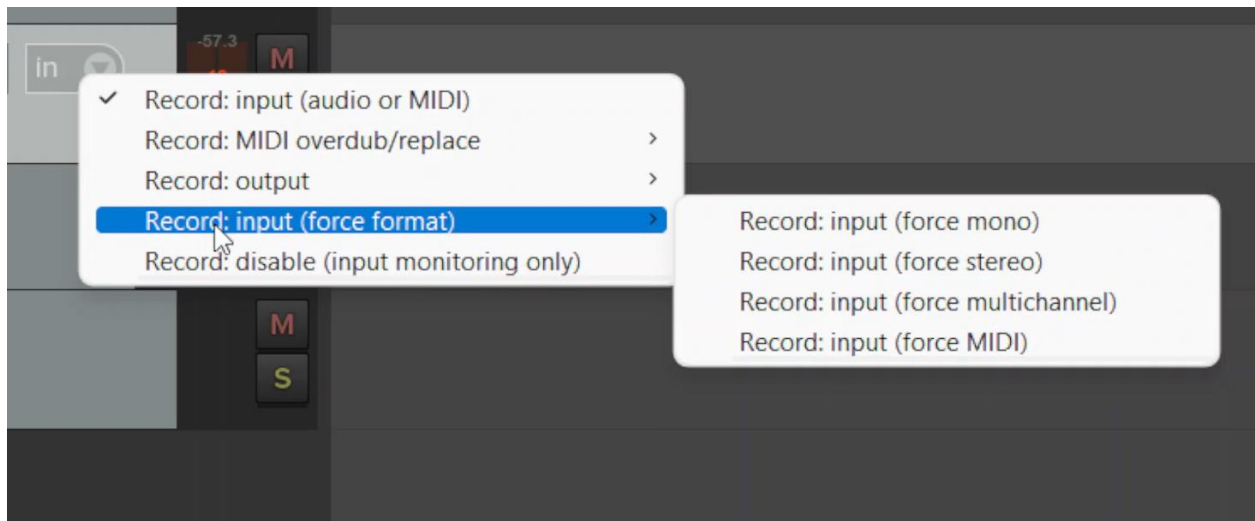 -57.3
in
M
Record: input (audio or MIDI)
Record: MIDI overdub/replace
Record: output
Record: input (force format)
Record: disable (input monitoring only)
Record: input (force mono)
Record: input (force stereo)
Record: input (force multichannel)
Record: input (force MIDI)
M
S